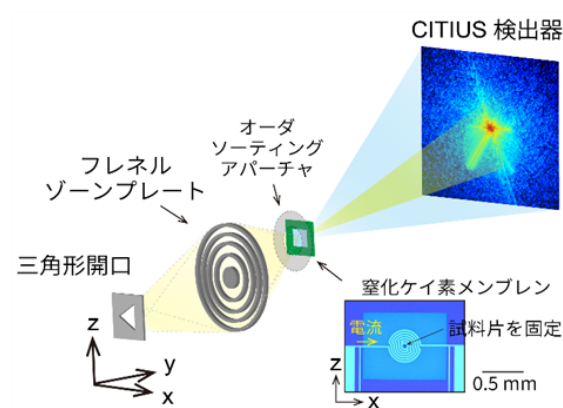 CITIUS 検出器
オーダ
ソーティング
アパーチャ
フレネル
ゾーンプレート
三角形開口
窒化ケイ素メンブレン
電流
試料片を固定
z
y
x
z
x
0.5 mm